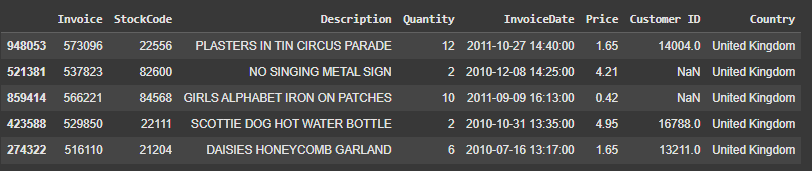 Invoice StockCode Description Quantity InvoiceDate Price Customer ID Country
948053 573096 22556 PLASTERS IN TIN CIRCUS PARADE 12 2011-10-27 14:40:00 1.65 14004.0 United Kingdom
521381 537823 82600 NO SINGING METAL SIGN 2 2010-12-08 14:25:00 4.21 NaN United Kingdom
859414 566221 84568 GIRLS ALPHABET IRON ON PATCHES 10 2011-09-09 16:13:00 0.42 NaN United Kingdom
423588 529850 22111 SCOTTIE DOG HOT WATER BOTTLE 2 2010-10-31 13:35:00 4.95 16788.0 United Kingdom
274322 516110 21204 DAISIES HONEYCOMB GARLAND 6 2010-07-16 13:17:00 1.65 13211.0 United Kingdom